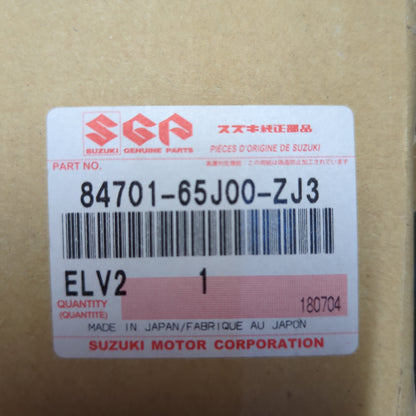 SGP スズキ純正部品
SUZUKI GENUINE PARTS PIÈCES D'ORIGINE DE SUZUKI
PART NO.
84701-65J00-ZJ3
ELV2 1
QUANTITY
(QUANTITÉ)
180704
MADE IN JAPAN/FABRIQUE AU JAPON
SUZUKI MOTOR CORPORATION